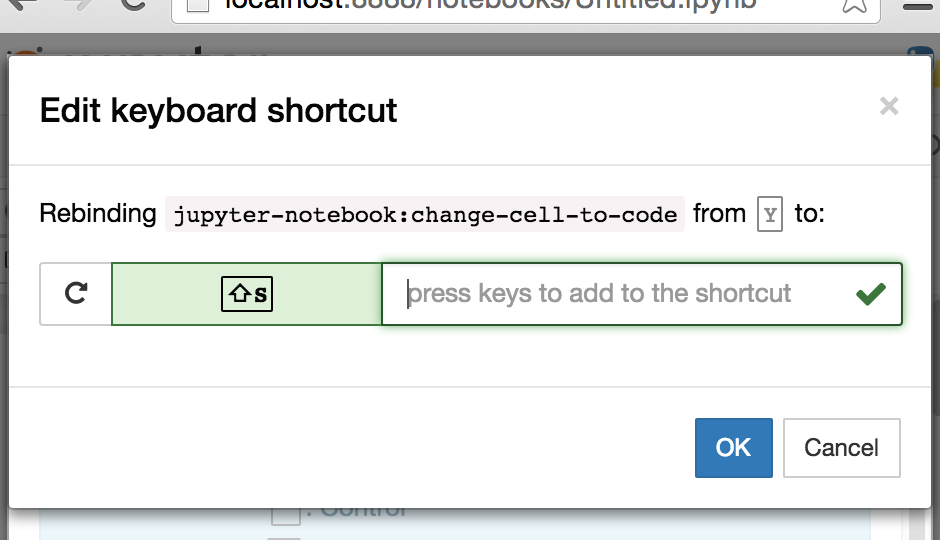 localhost:8888/notebooks/Untitled.ipynb
Edit keyboard shortcut ×
Rebinding jupyter-notebook:change-cell-to-code from Y to:
⇧S press keys to add to the shortcut
OK Cancel
: Control